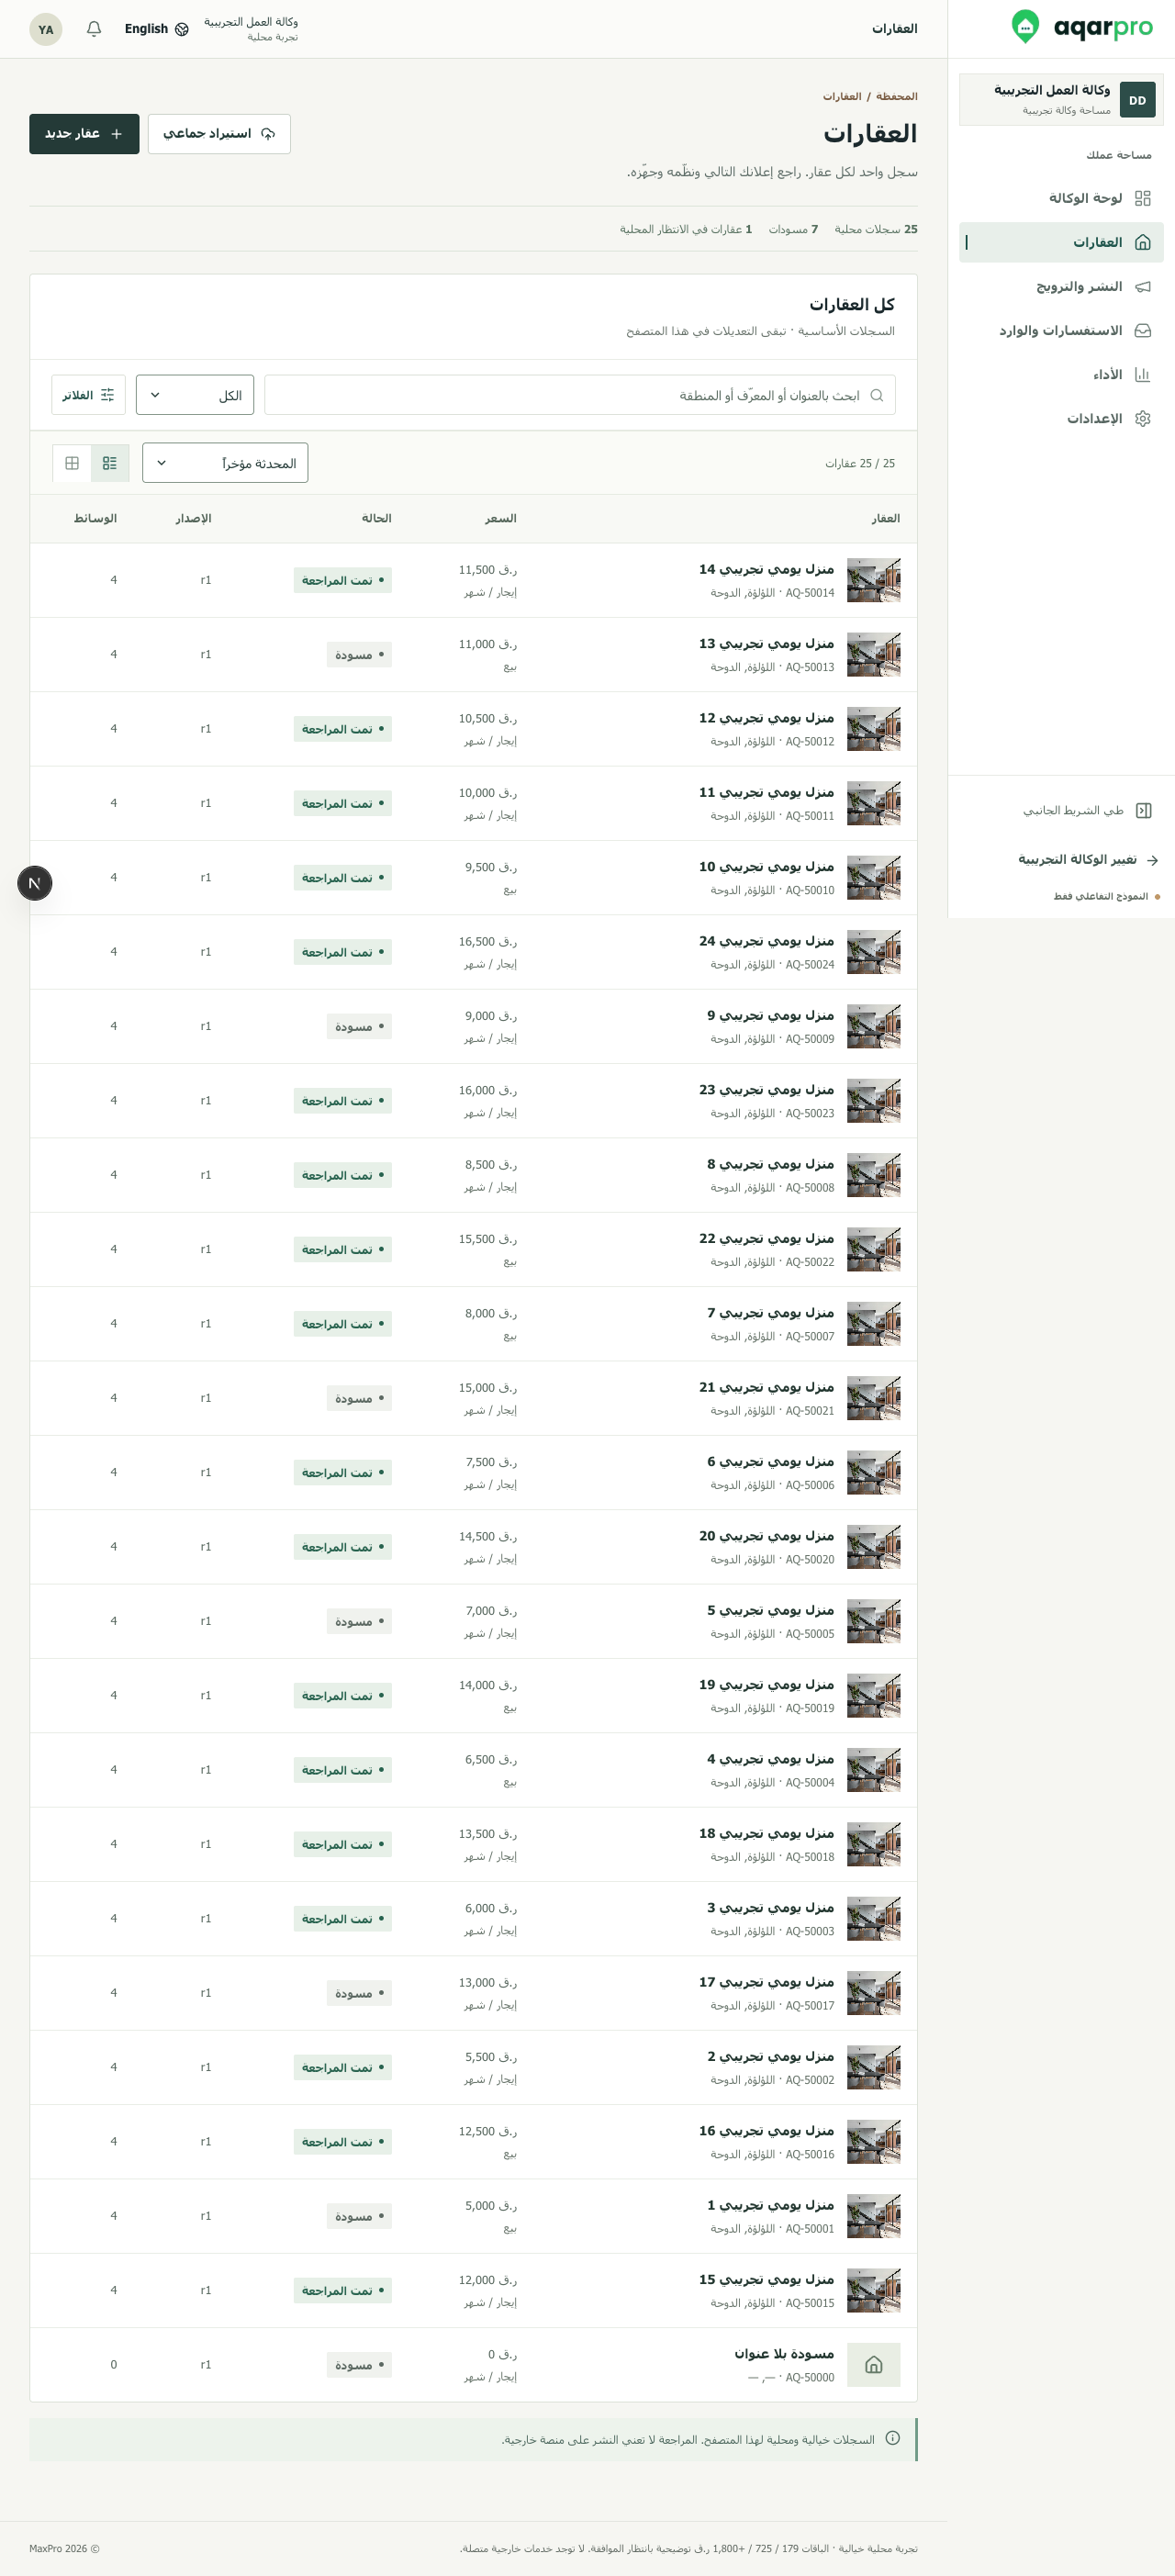 aqarpro
العقارات
وكالة العمل التجريبية
تجربة محلية
English
YA
DD
وكالة العمل التجريبية
مساحة وكالة تجريبية
مساحة عملك
لوحة الوكالة
العقارات
النشر والترويج
الاستفسارات والوارد
الأداء
الإعدادات
طي الشريط الجانبي
تغيير الوكالة التجريبية
النموذج التفاعلي فقط
المحفظة / العقارات
العقارات
سجل واحد لكل عقار. راجع إعلانك التالي ونظّمه وجهّزه.
استيراد جماعي
عقار جديد
25 سجلات محلية 7 مسودات 1 عقارات في الانتظار المحلية
كل العقارات
السجلات الأساسية · تبقى التعديلات في هذا المتصفح
ابحث بالعنوان أو المعرّف أو المنطقة
الكل
الفلاتر
25 / 25 عقارات
المحدثة مؤخراً
العقار السعر الحالة الإصدار الوسائط
منزل يومي تجريبي 14 ر.ق 11,500 تمت المراجعة r1 4
AQ-50014 · اللؤلؤة, الدوحة إيجار / شهر
منزل يومي تجريبي 13 ر.ق 11,000 مسودة r1 4
AQ-50013 · اللؤلؤة, الدوحة بيع
منزل يومي تجريبي 12 ر.ق 10,500 تمت المراجعة r1 4
AQ-50012 · اللؤلؤة, الدوحة إيجار / شهر
منزل يومي تجريبي 11 ر.ق 10,000 تمت المراجعة r1 4
AQ-50011 · اللؤلؤة, الدوحة إيجار / شهر
منزل يومي تجريبي 10 ر.ق 9,500 تمت المراجعة r1 4
AQ-50010 · اللؤلؤة, الدوحة بيع
منزل يومي تجريبي 24 ر.ق 16,500 تمت المراجعة r1 4
AQ-50024 · اللؤلؤة, الدوحة إيجار / شهر
منزل يومي تجريبي 9 ر.ق 9,000 مسودة r1 4
AQ-50009 · اللؤلؤة, الدوحة إيجار / شهر
منزل يومي تجريبي 23 ر.ق 16,000 تمت المراجعة r1 4
AQ-50023 · اللؤلؤة, الدوحة إيجار / شهر
منزل يومي تجريبي 8 ر.ق 8,500 تمت المراجعة r1 4
AQ-50008 · اللؤلؤة, الدوحة إيجار / شهر
منزل يومي تجريبي 22 ر.ق 15,500 تمت المراجعة r1 4
AQ-50022 · اللؤلؤة, الدوحة بيع
منزل يومي تجريبي 7 ر.ق 8,000 تمت المراجعة r1 4
AQ-50007 · اللؤلؤة, الدوحة بيع
منزل يومي تجريبي 21 ر.ق 15,000 مسودة r1 4
AQ-50021 · اللؤلؤة, الدوحة إيجار / شهر
منزل يومي تجريبي 6 ر.ق 7,500 تمت المراجعة r1 4
AQ-50006 · اللؤلؤة, الدوحة إيجار / شهر
منزل يومي تجريبي 20 ر.ق 14,500 تمت المراجعة r1 4
AQ-50020 · اللؤلؤة, الدوحة إيجار / شهر
منزل يومي تجريبي 5 ر.ق 7,000 مسودة r1 4
AQ-50005 · اللؤلؤة, الدوحة إيجار / شهر
منزل يومي تجريبي 19 ر.ق 14,000 تمت المراجعة r1 4
AQ-50019 · اللؤلؤة, الدوحة بيع
منزل يومي تجريبي 4 ر.ق 6,500 تمت المراجعة r1 4
AQ-50004 · اللؤلؤة, الدوحة بيع
منزل يومي تجريبي 18 ر.ق 13,500 تمت المراجعة r1 4
AQ-50018 · اللؤلؤة, الدوحة إيجار / شهر
منزل يومي تجريبي 3 ر.ق 6,000 تمت المراجعة r1 4
AQ-50003 · اللؤلؤة, الدوحة إيجار / شهر
منزل يومي تجريبي 17 ر.ق 13,000 مسودة r1 4
AQ-50017 · اللؤلؤة, الدوحة إيجار / شهر
منزل يومي تجريبي 2 ر.ق 5,500 تمت المراجعة r1 4
AQ-50002 · اللؤلؤة, الدوحة إيجار / شهر
منزل يومي تجريبي 16 ر.ق 12,500 تمت المراجعة r1 4
AQ-50016 · اللؤلؤة, الدوحة بيع
منزل يومي تجريبي 1 ر.ق 5,000 مسودة r1 4
AQ-50001 · اللؤلؤة, الدوحة بيع
منزل يومي تجريبي 15 ر.ق 12,000 تمت المراجعة r1 4
AQ-50015 · اللؤلؤة, الدوحة إيجار / شهر
مسودة بلا عنوان ر.ق 0 مسودة r1 0
AQ-50000 · —, — إيجار / شهر
السجلات خيالية ومحلية لهذا المتصفح. المراجعة لا تعني النشر على منصة خارجية.
تجربة محلية خيالية · الباقات 179 / 725 / +1,800 ر.ق توضيحية بانتظار الموافقة. لا توجد خدمات خارجية متصلة.
© 2026 MaxPro